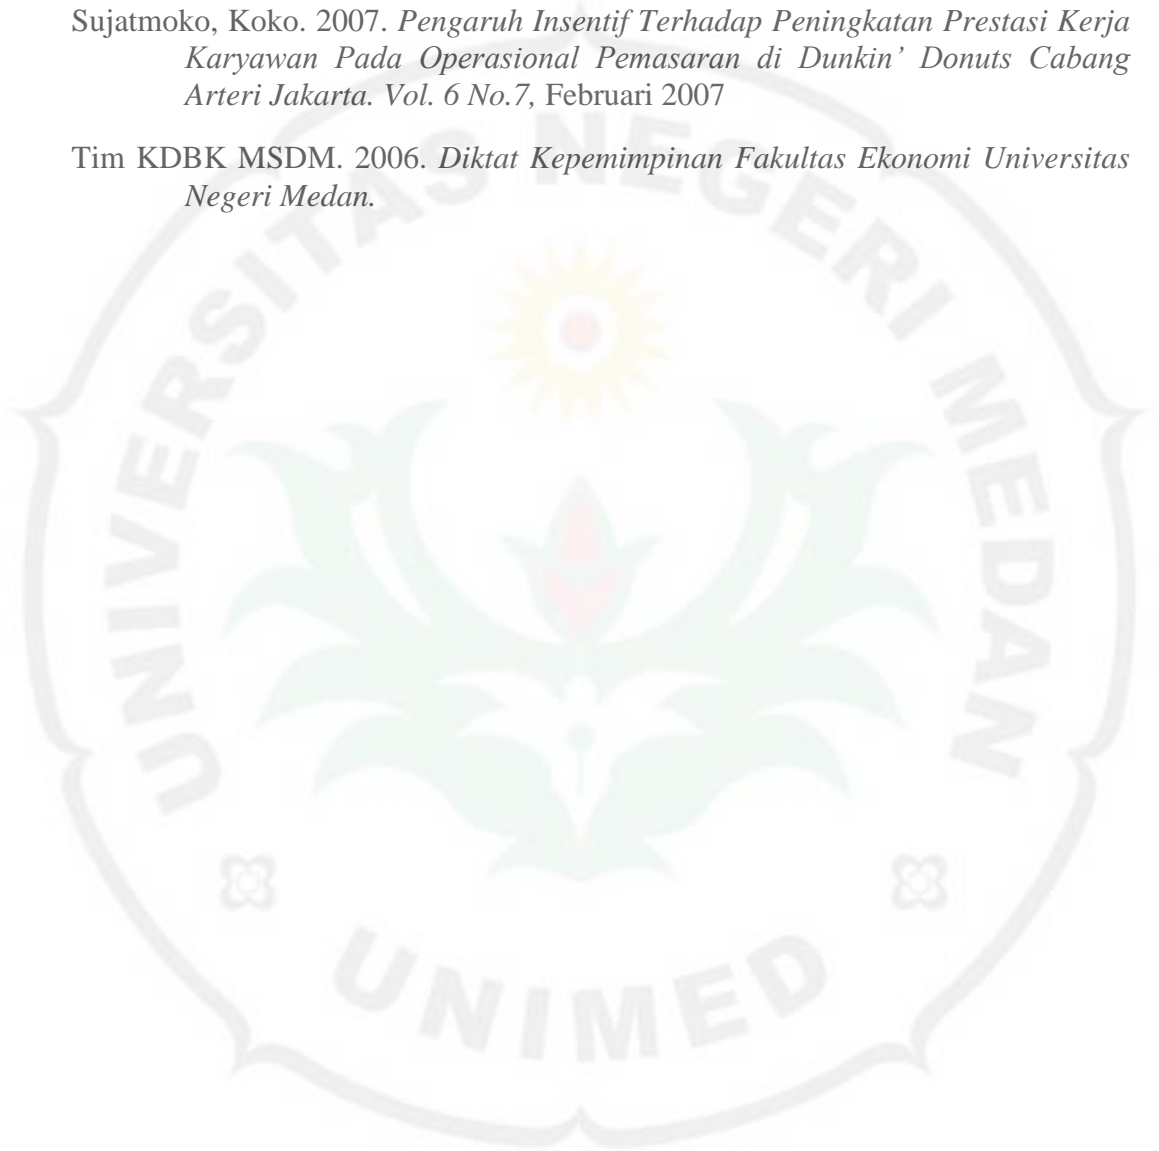 Sujatmoko, Koko. 2007. Pengaruh Insentif Terhadap Peningkatan Prestasi Kerja
Karyawan Pada Operasional Pemasaran di Dunkin’ Donuts Cabang
Arteri Jakarta. Vol. 6 No.7, Februari 2007
Tim KDBK MSDM. 2006. Diktat Kepemimpinan Fakultas Ekonomi Universitas
Negeri Medan.
UNIVERSITAS NEGERI MEDAN
UNIMED